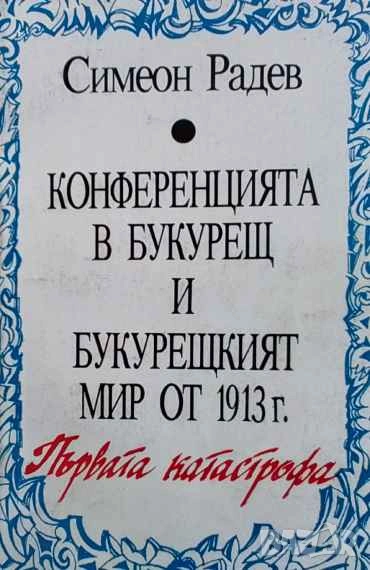 Симеон Радев
•
КОНФЕРЕНЦИЯТА
В БУКУРЕЩ
И
БУКУРЕЩКИЯТ
МИР ОТ 1913 г.
Първата катастрофа